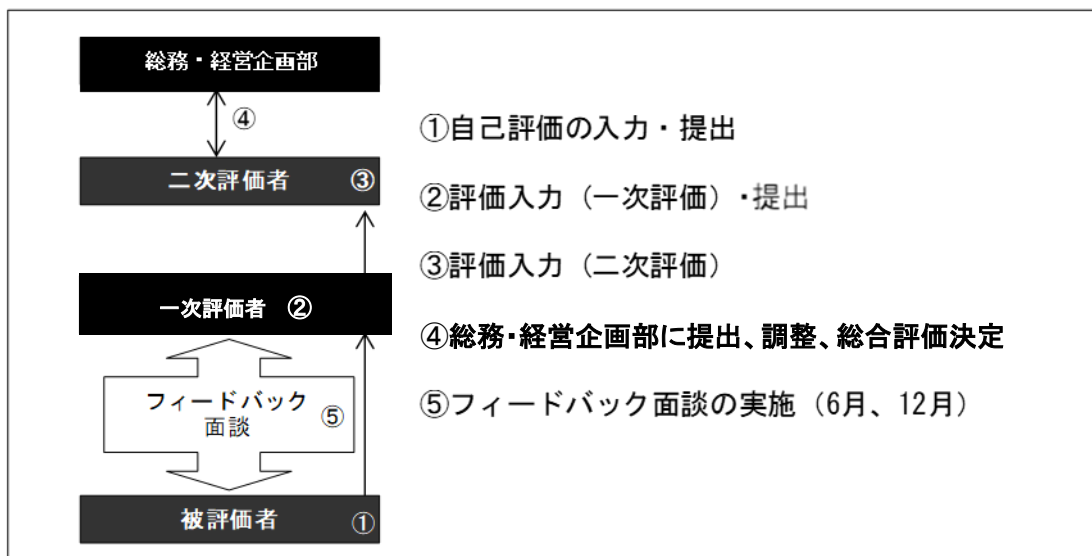 総務・経営企画部
④
二次評価者 ③
一次評価者 ②
フィードバック
面談
⑤
被評価者 ①
①自己評価の入力・提出
②評価入力（一次評価）・提出
③評価入力（二次評価）
④総務・経営企画部に提出、調整、総合評価決定
⑤フィードバック面談の実施（6月、12月）